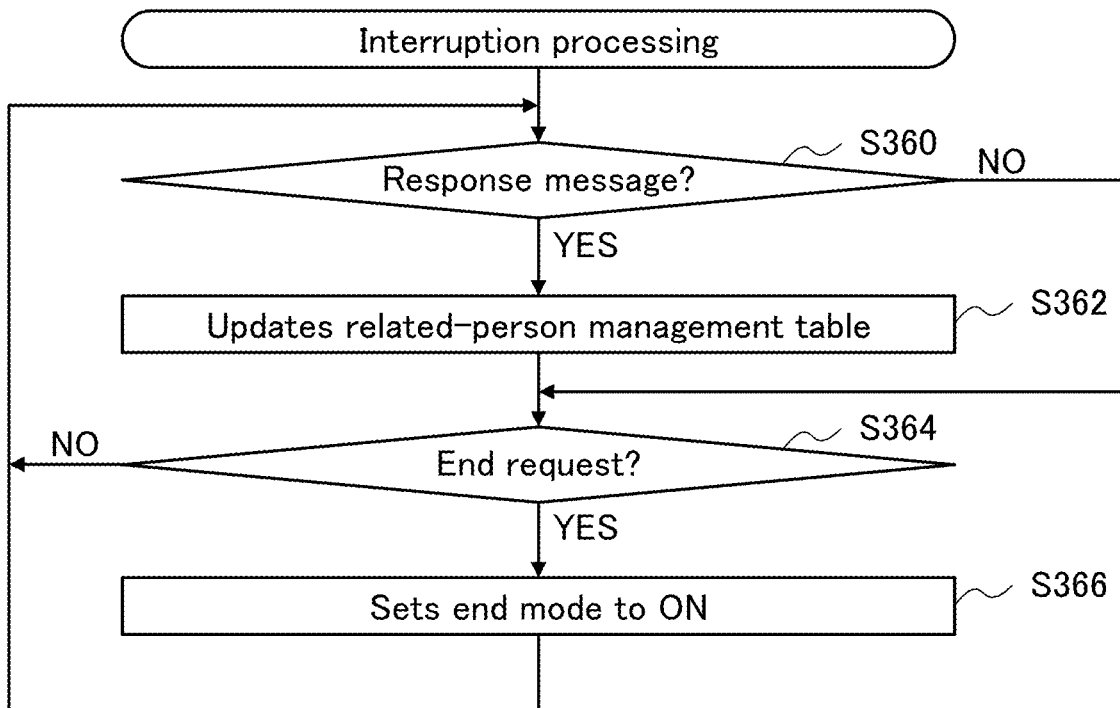 Interruption processing
S360
Response message?
NO
YES
S362
Updates related-person management table
S364
NO
End request?
YES
S366
Sets end mode to ON